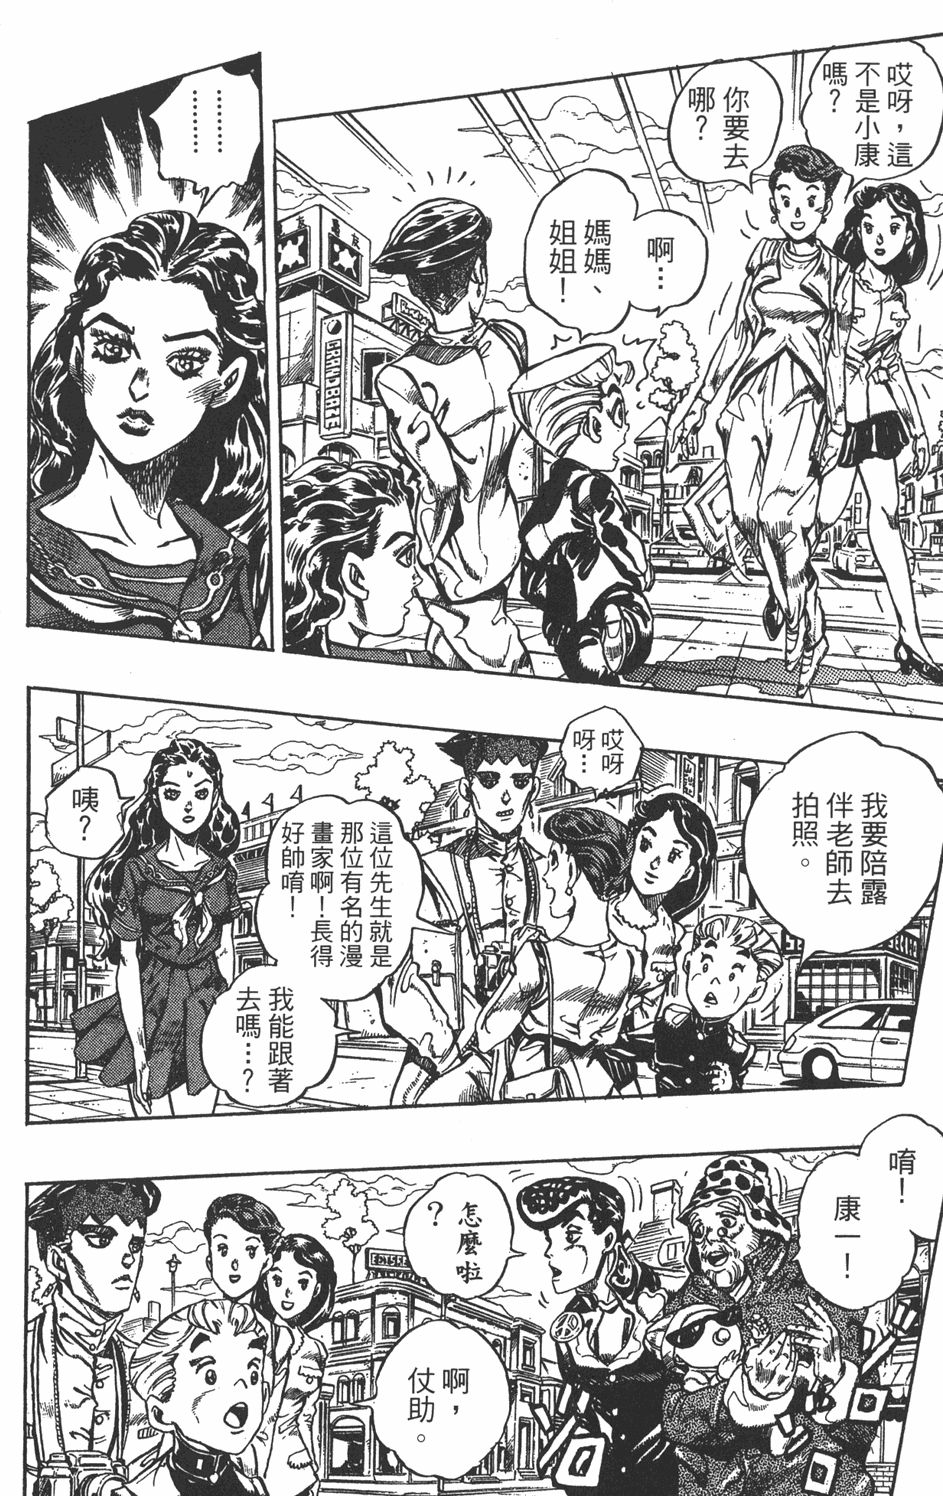 哎呀，這
不是小康
嗎？
你要去
哪？
啊…
媽媽、
姐姐！
………
………
GRAND BUFFE
我要陪露
伴老師去
拍照。
哎呀
呀…
這位先生就是
那位有名的漫
畫家啊！長得
好帥唷！
我能跟著
去嗎…？
咦？
唷！
康一！
怎麼啦
？
啊，
仗助。